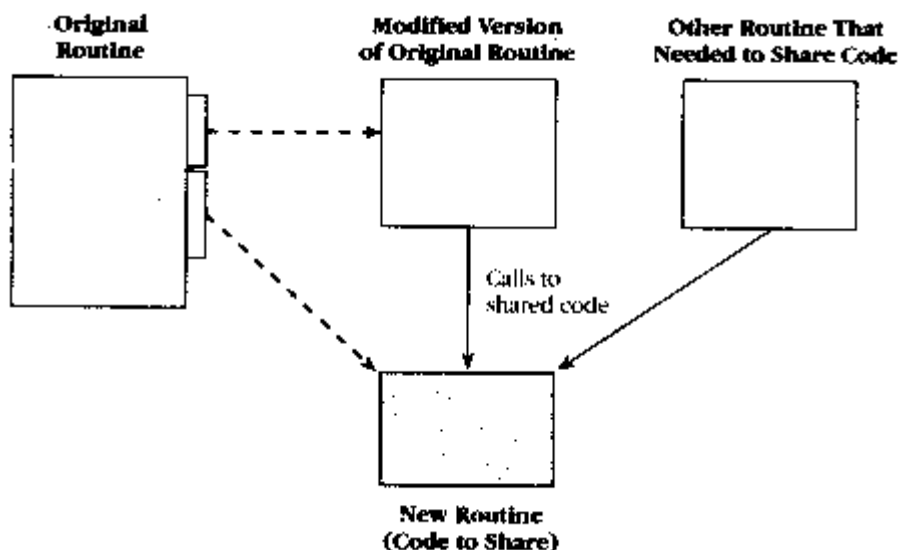 Original
Routine
Modified Version
of Original Routine
Other Routine That
Needed to Share Code
Calls to
shared code
New Routine
(Code to Share)